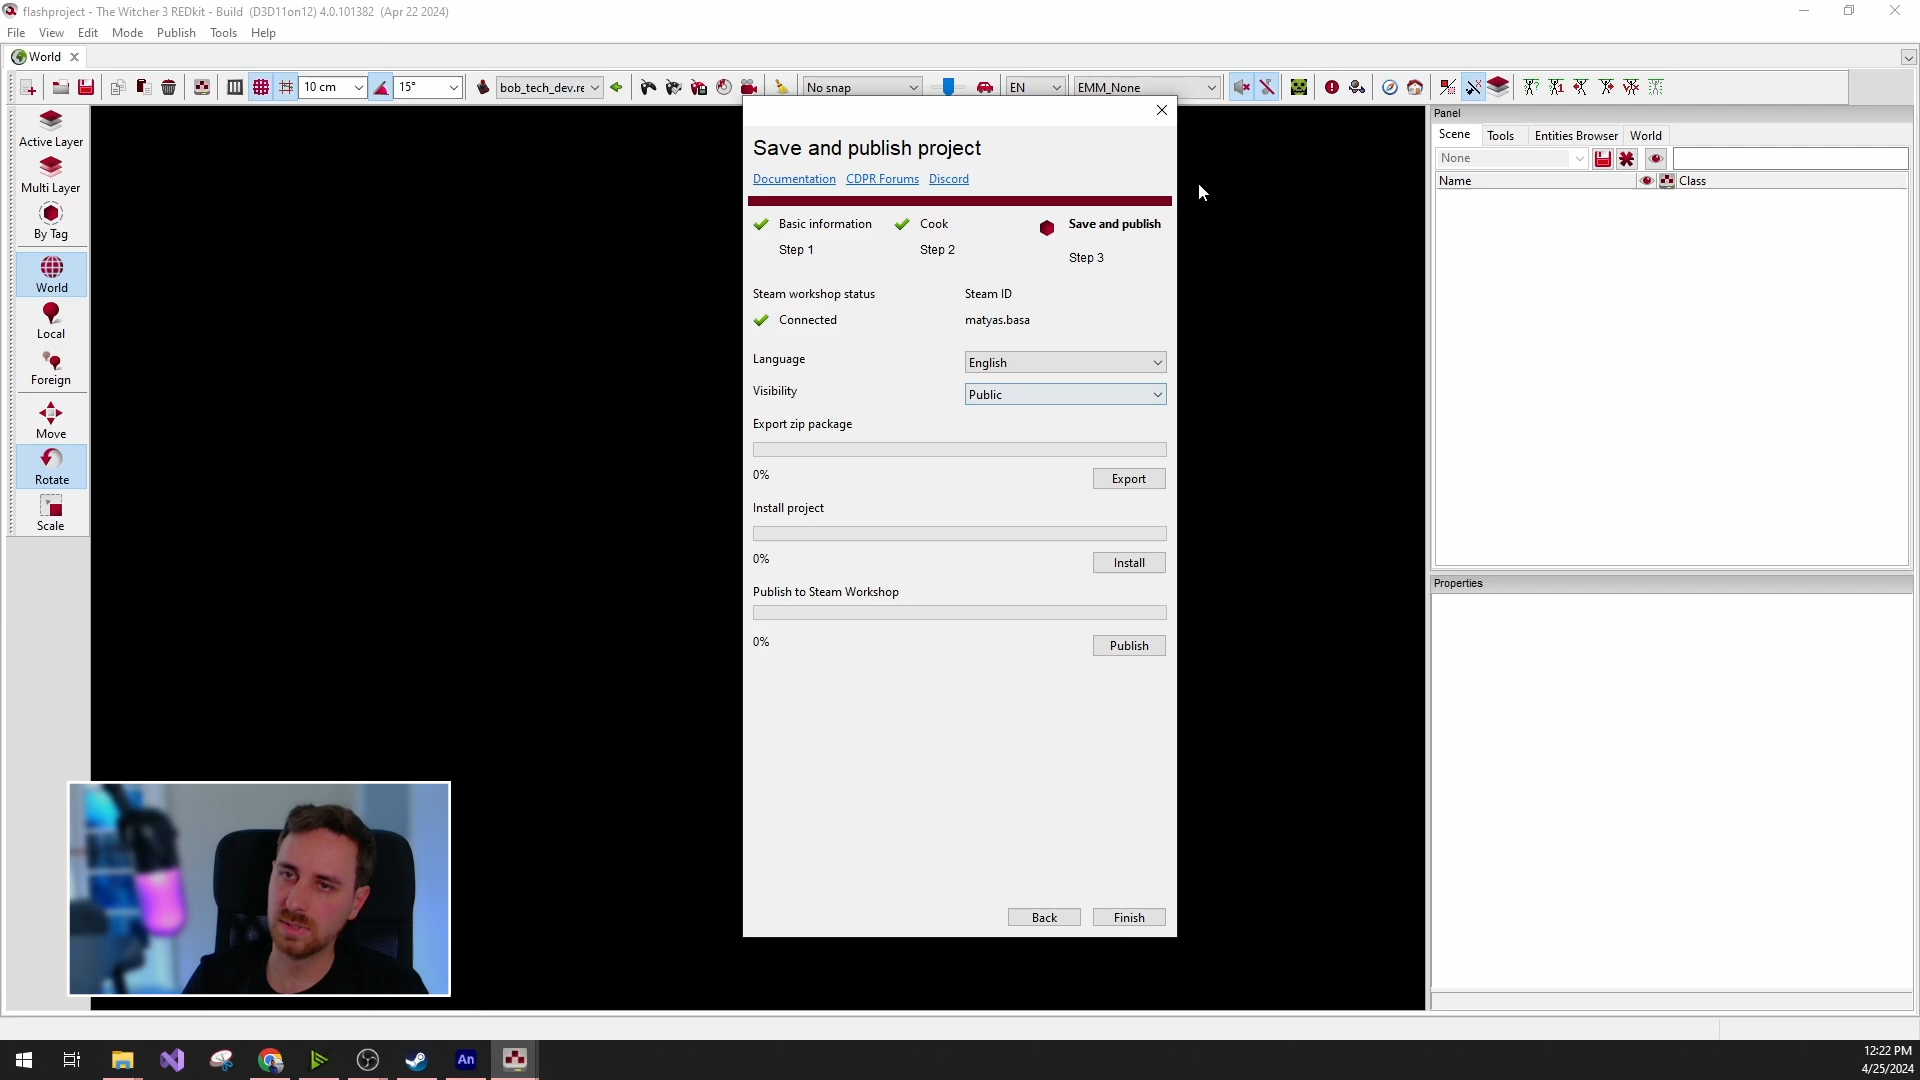 flashproject - The Witcher 3 REDkit - Build (D3D11on12) 4.0.101382 (Apr 22 2024)
File View Edit Mode Publish Tools Help
World
10 cm 15° bob_tech_dev.re No snap EN EMM_None
Active Layer
Multi Layer
By Tag
World
Local
Foreign
Move
Rotate
Scale
Save and publish project
Documentation CDPR Forums Discord
Basic information Cook Save and publish
Step 1 Step 2 Step 3
Steam workshop status Steam ID
Connected matyas.basa
Language English
Visibility Public
Export zip package
0% Export
Install project
0% Install
Publish to Steam Workshop
0% Publish
Back Finish
Panel
Scene Tools Entities Browser World
None
Name Class
Properties
An
12:22 PM
4/25/2024